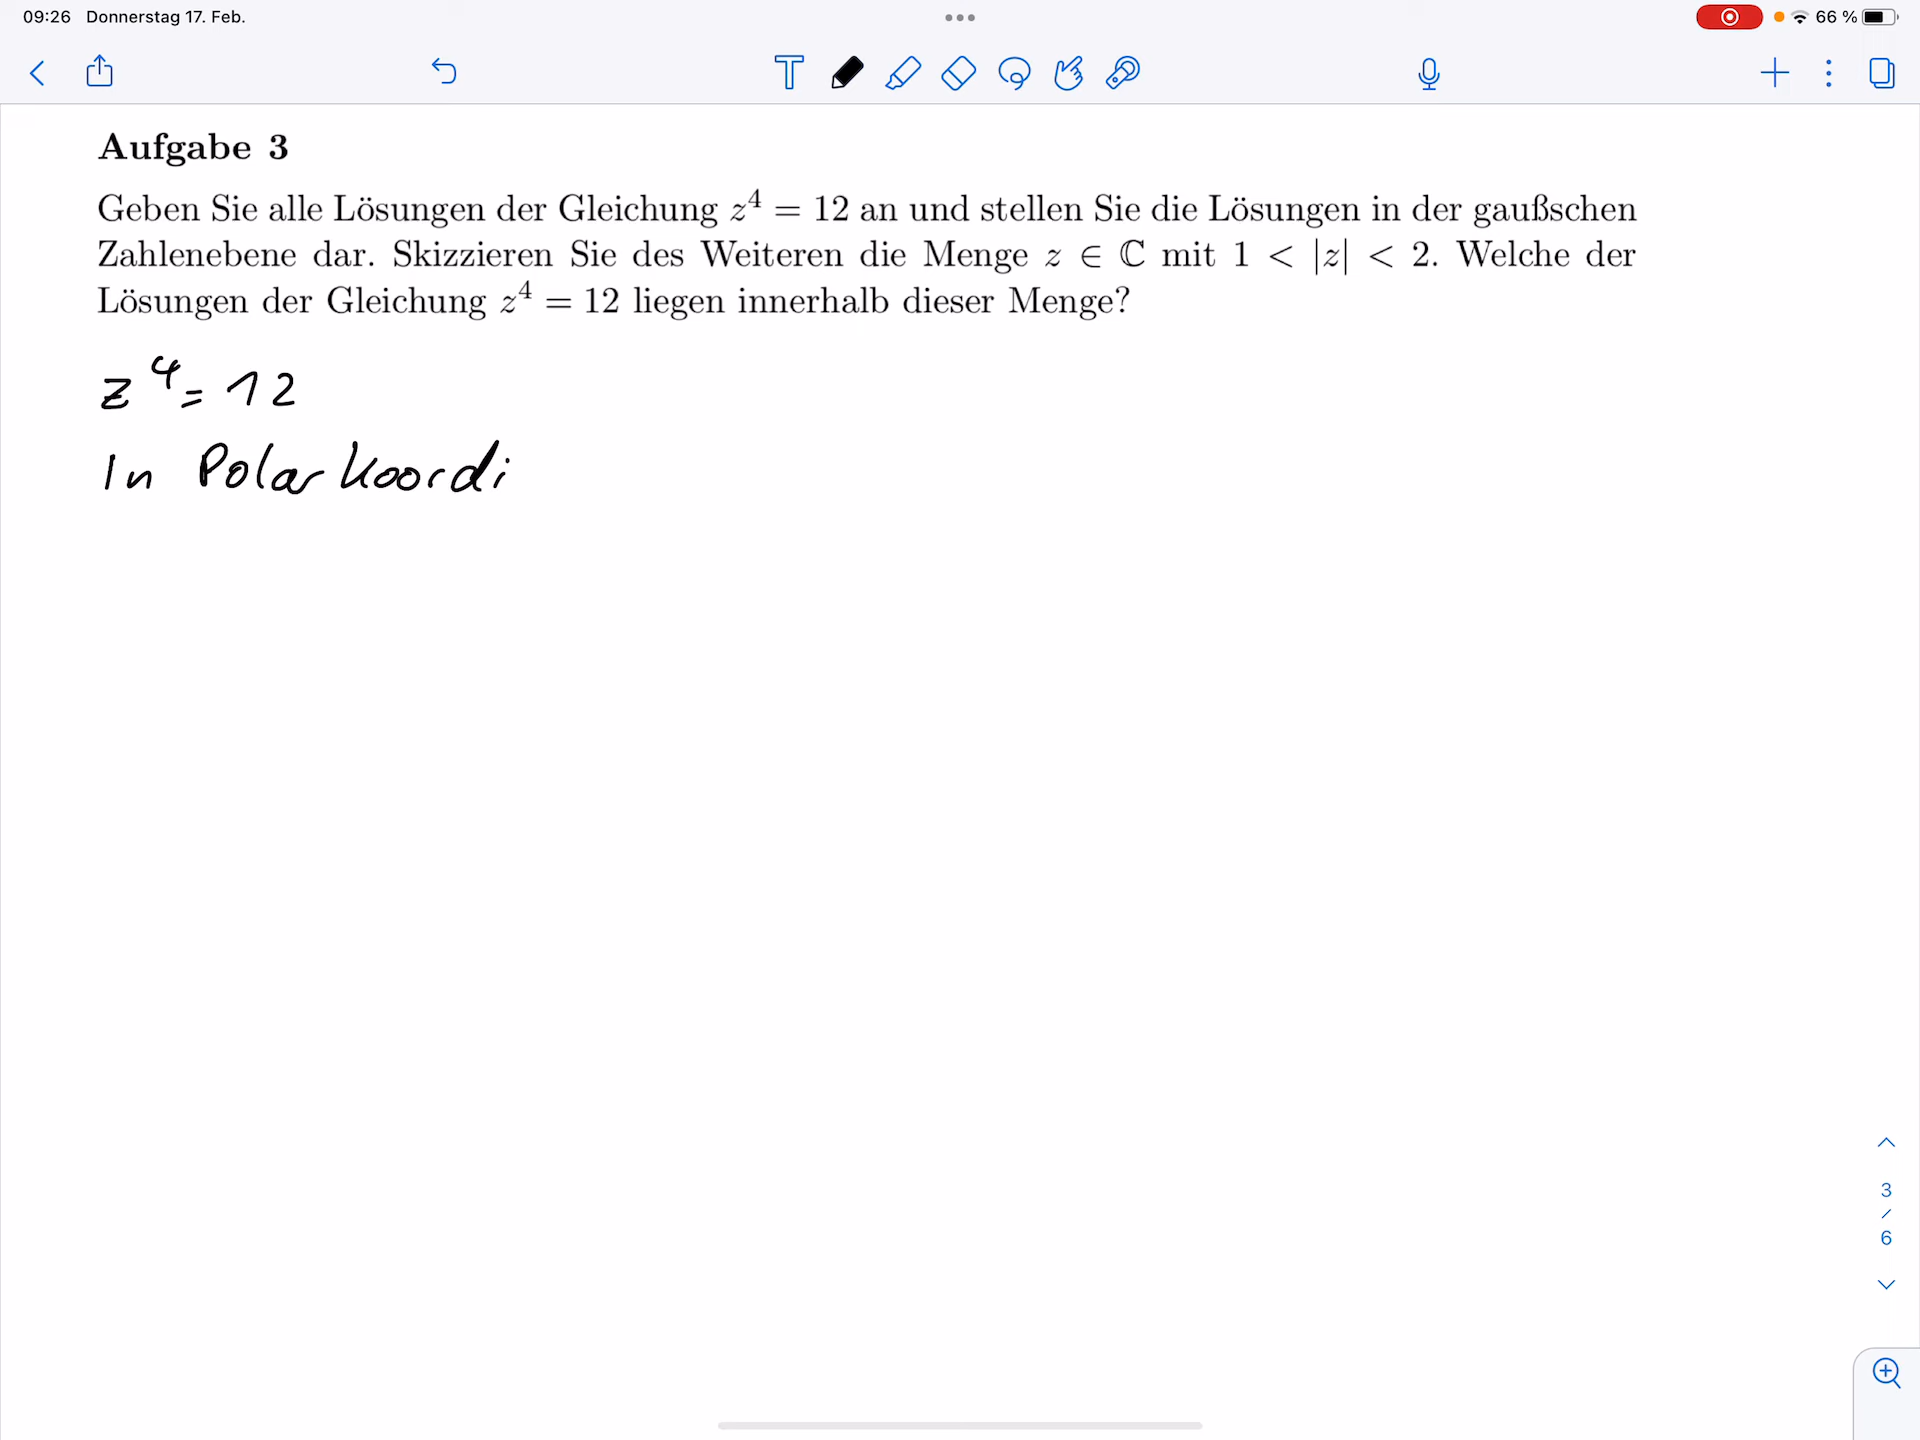 09:26 Donnerstag 17. Feb. 66 %
T
Aufgabe 3
Geben Sie alle Lösungen der Gleichung z⁴ = 12 an und stellen Sie die Lösungen in der gaußschen
Zahlenebene dar. Skizzieren Sie des Weiteren die Menge z ∈ ℂ mit 1 < |z| < 2. Welche der
Lösungen der Gleichung z⁴ = 12 liegen innerhalb dieser Menge?
z⁴ = 12
In Polarkoordi
3
/
6